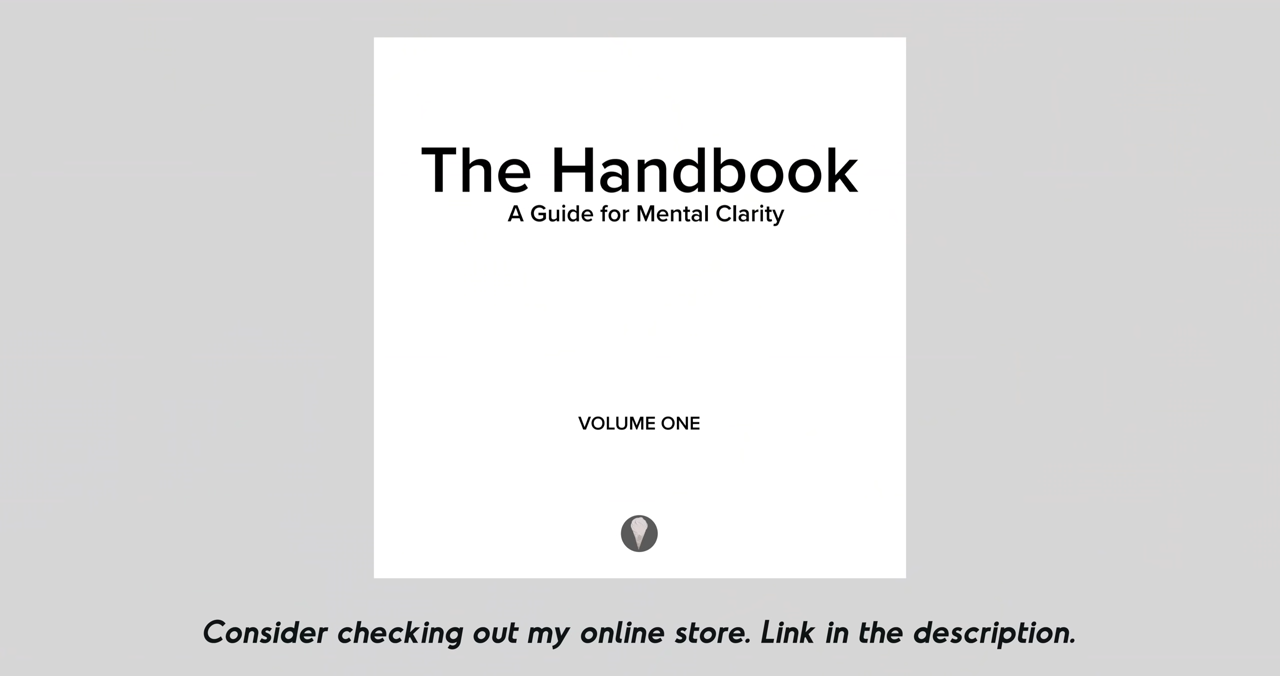 The Handbook
A Guide for Mental Clarity
VOLUME ONE
Consider checking out my online store. Link in the description.